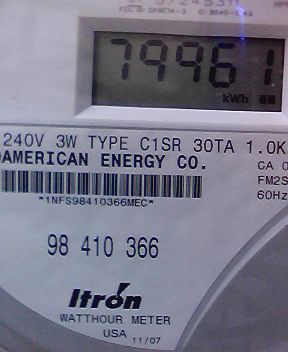 79961
kWh
240V 3W TYPE C1SR 30TA 1.0K
AMERICAN ENERGY CO.
CA
FM2S
60Hz
*1NFS98410366MEC*
98 410 366
Itron
WATTHOUR METER
USA 11/07